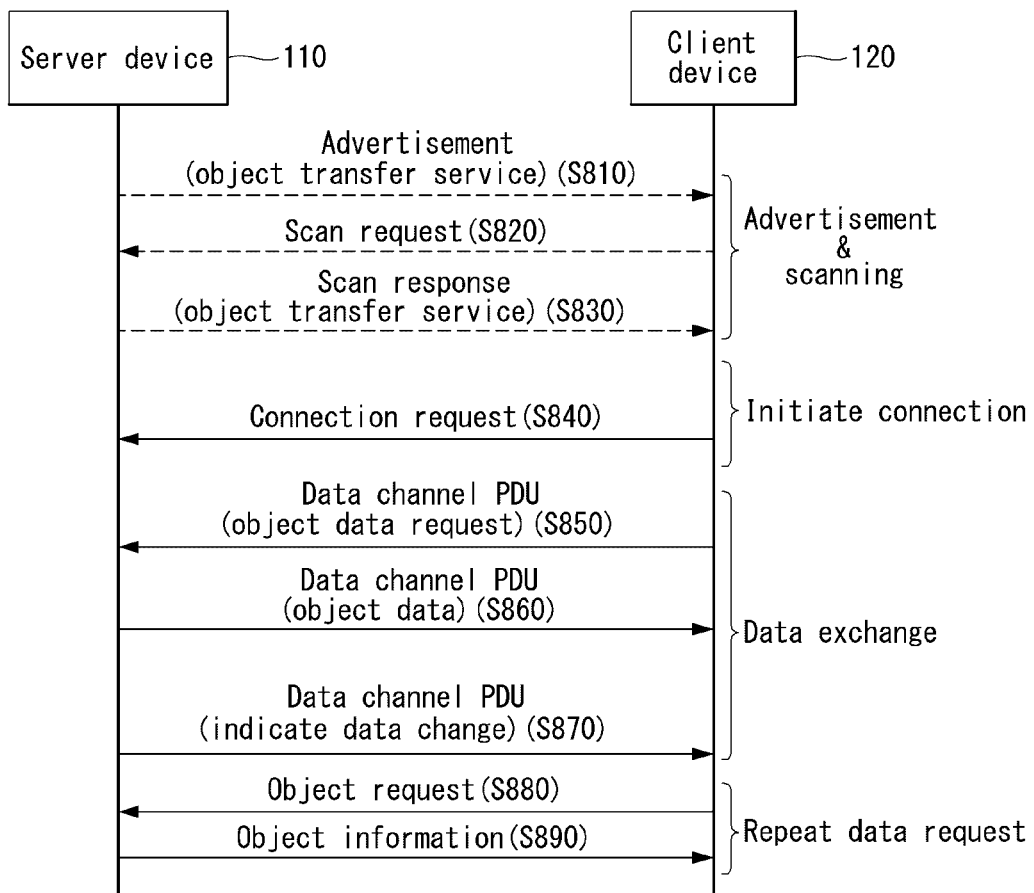 Server device
110
Client
device
120
Advertisement
(object transfer service)(S810)
Scan request(S820)
Scan response
(object transfer service)(S830)
Advertisement
&
scanning
Connection request(S840)
Initiate connection
Data channel PDU
(object data request)(S850)
Data channel PDU
(object data)(S860)
Data channel PDU
(indicate data change)(S870)
Data exchange
Object request(S880)
Object information(S890)
Repeat data request